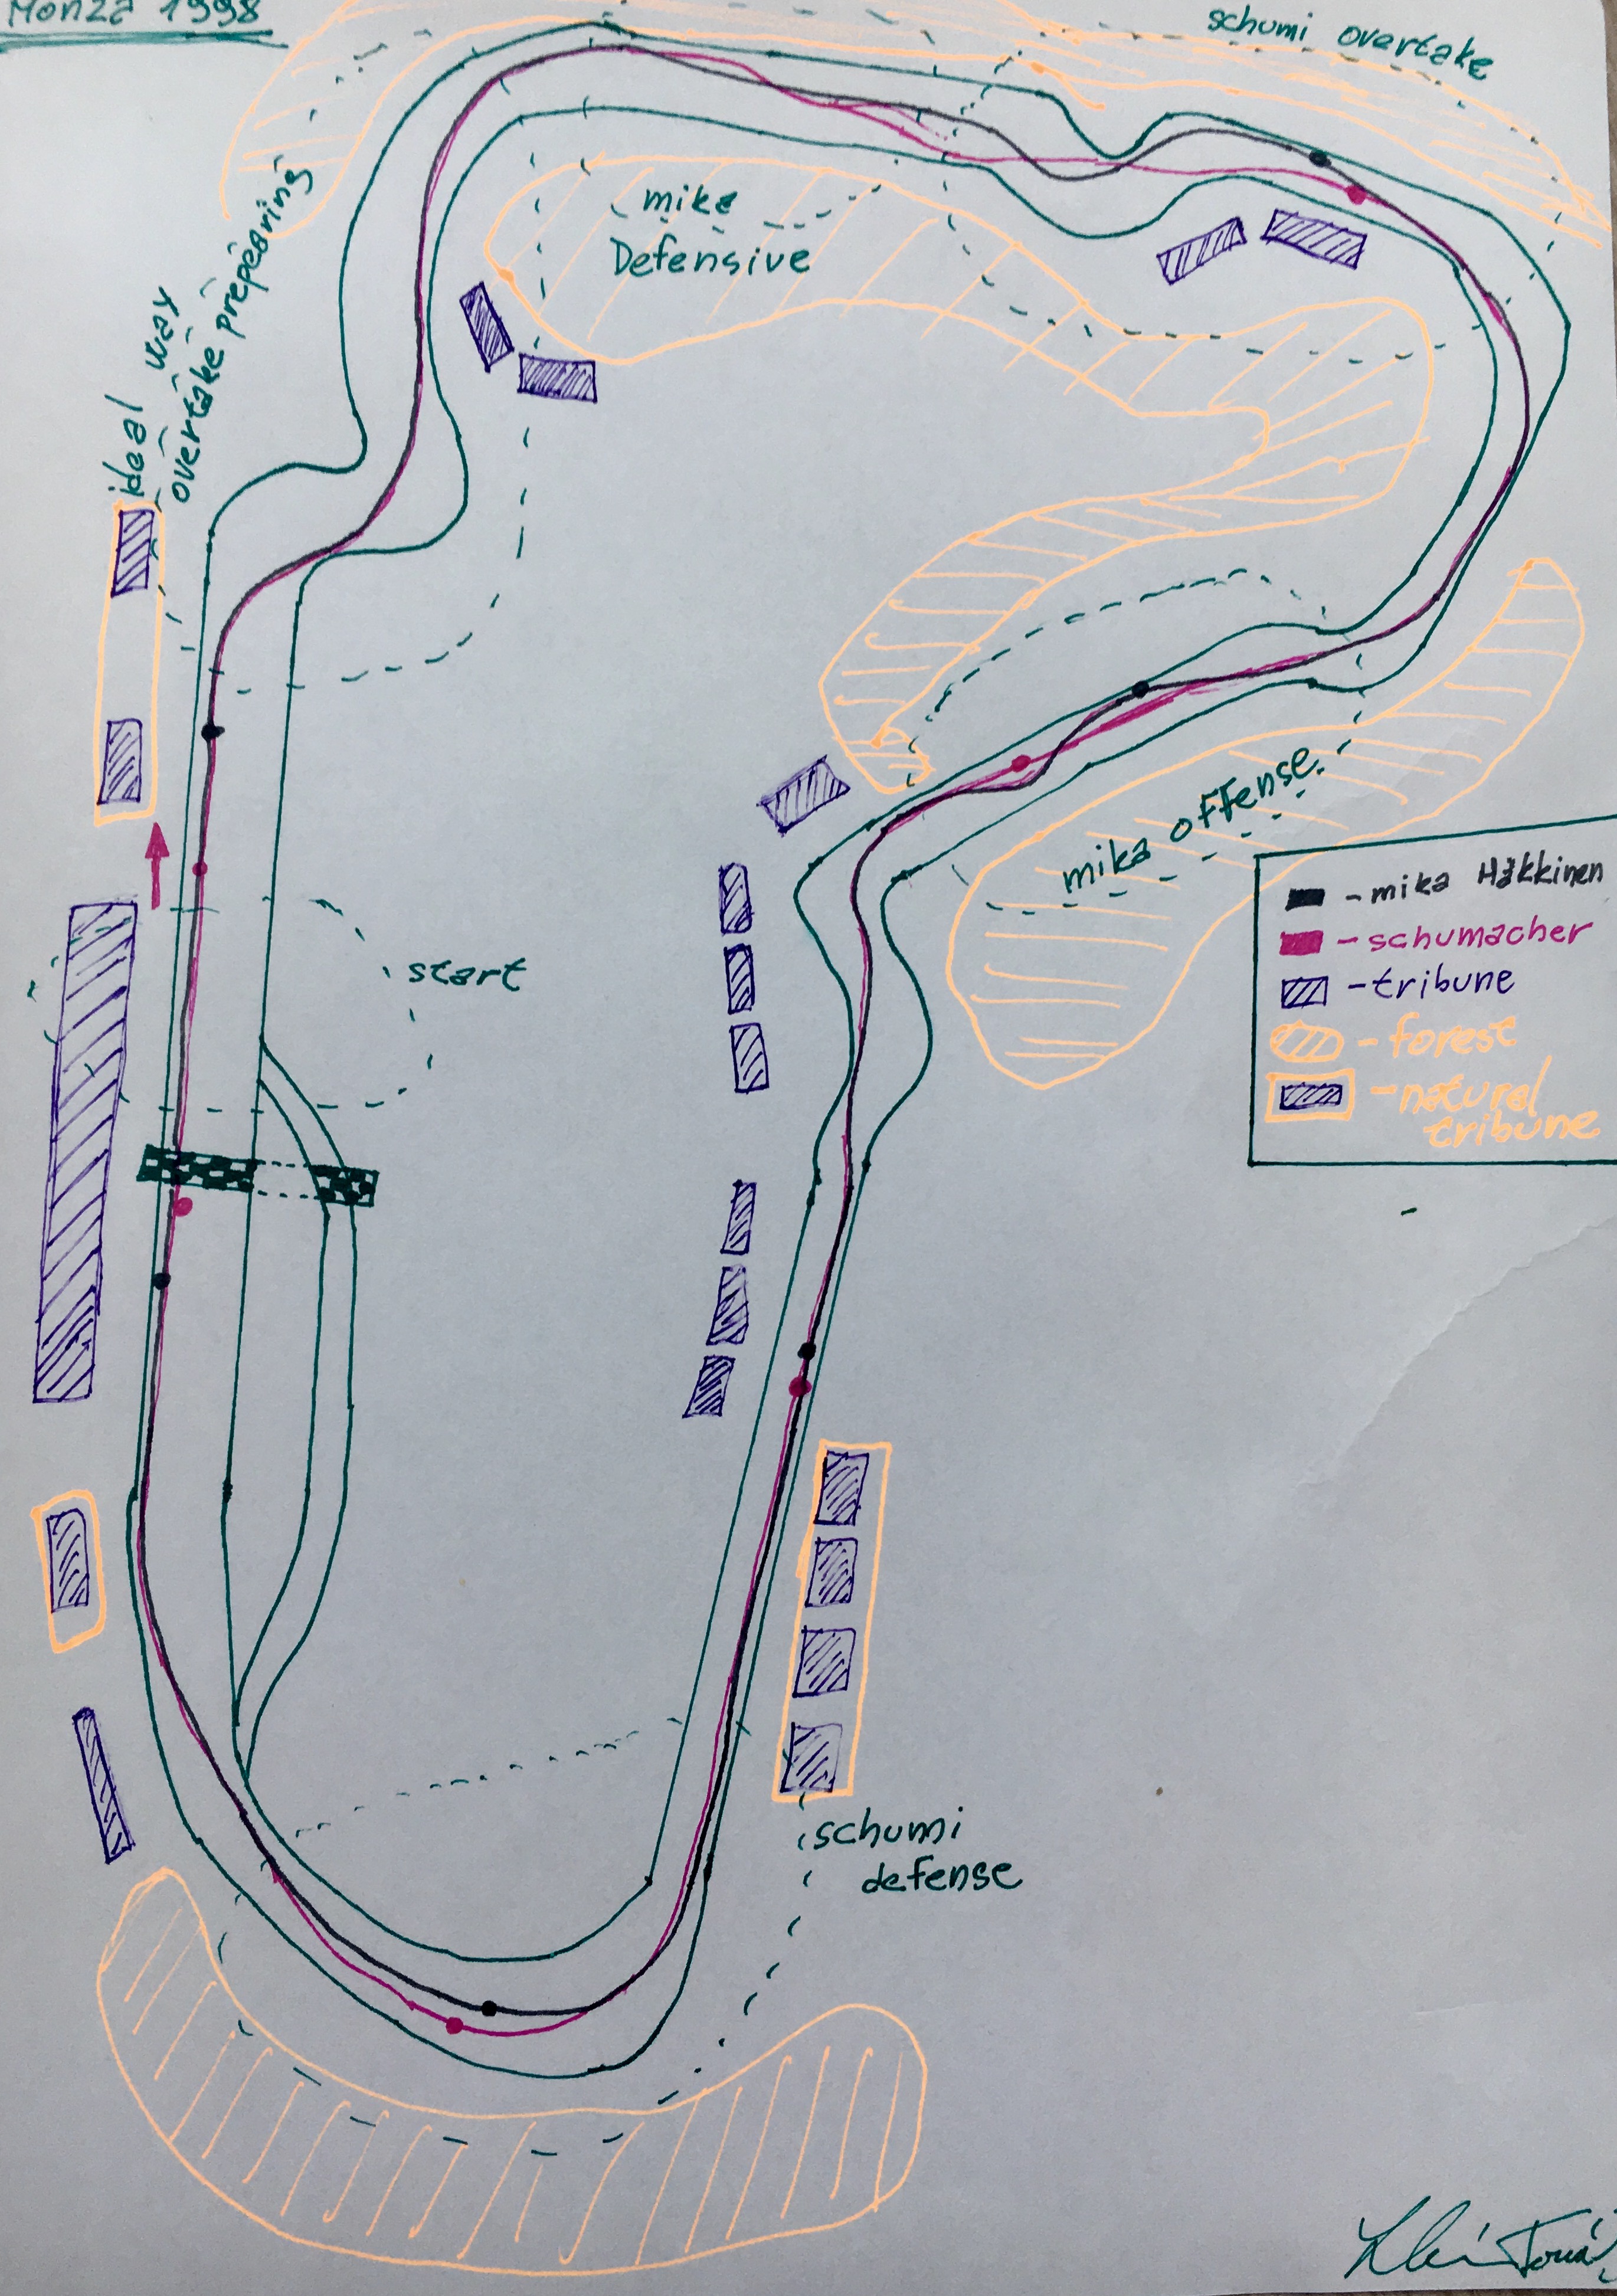 Monza 1998
schumi overtake
mike
Defensive
ideal way
overtake prepearing
mika offense.
- mika Häkkinen
- schumacher
- tribune
- forest
- natural
tribune
start
schumi
defense